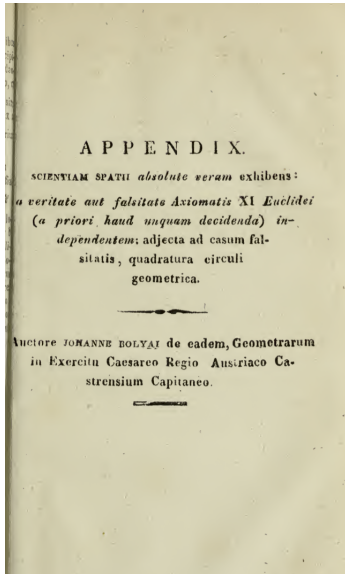 APPENDIX.
SCIENTIAM SPATII absolute veram exhibens:
a veritate aut falsitate Axiomatis XI Euclidei
(a priori haud unquam decidenda) in-
dependentem; adjecta ad casum fal-
sitatis, quadratura circuli
geometrica.
Auctore JOHANNE BOLYAI de eadem, Geometrarum
in Exercitu Caesareo Regio Austriaco Ca-
strensium Capitaneo.